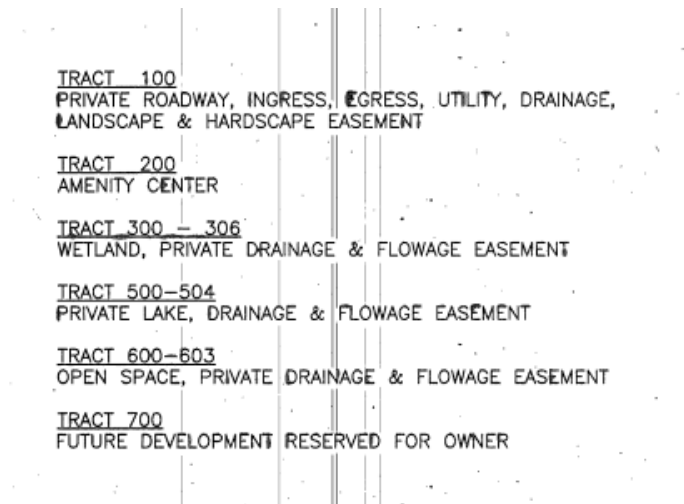 TRACT 100
PRIVATE ROADWAY, INGRESS, EGRESS, UTILITY, DRAINAGE,
LANDSCAPE & HARDSCAPE EASEMENT
TRACT 200
AMENITY CENTER
TRACT 300 - 306
WETLAND, PRIVATE DRAINAGE & FLOWAGE EASEMENT
TRACT 500-504
PRIVATE LAKE, DRAINAGE & FLOWAGE EASEMENT
TRACT 600-603
OPEN SPACE, PRIVATE DRAINAGE & FLOWAGE EASEMENT
TRACT 700
FUTURE DEVELOPMENT RESERVED FOR OWNER